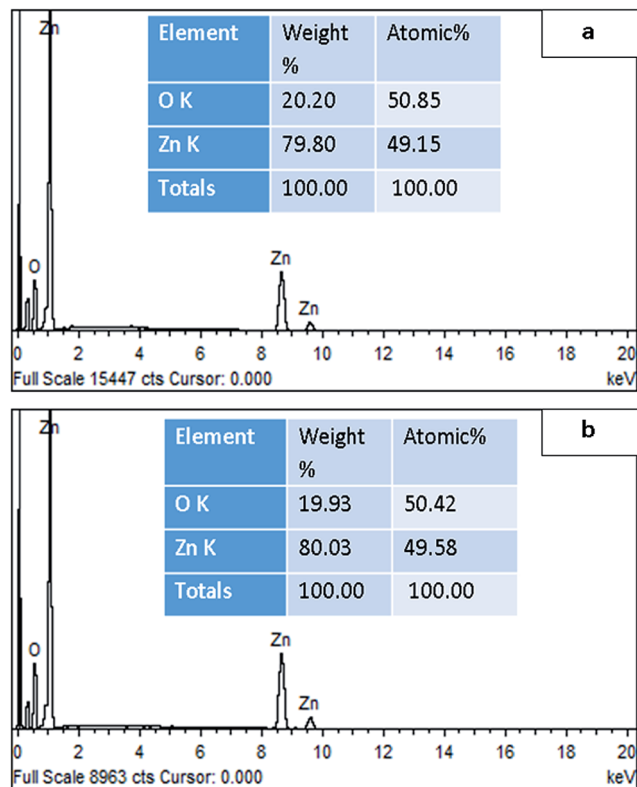 a
Element Weight % Atomic%
O K 20.20 50.85
Zn K 79.80 49.15
Totals 100.00 100.00
Zn
O
Zn
Zn
0 2 4 6 8 10 12 14 16 18 20
Full Scale 15447 cts Cursor: 0.000 keV
b
Element Weight % Atomic%
O K 19.93 50.42
Zn K 80.03 49.58
Totals 100.00 100.00
Zn
O
Zn
Zn
0 2 4 6 8 10 12 14 16 18 20
Full Scale 8963 cts Cursor: 0.000 keV